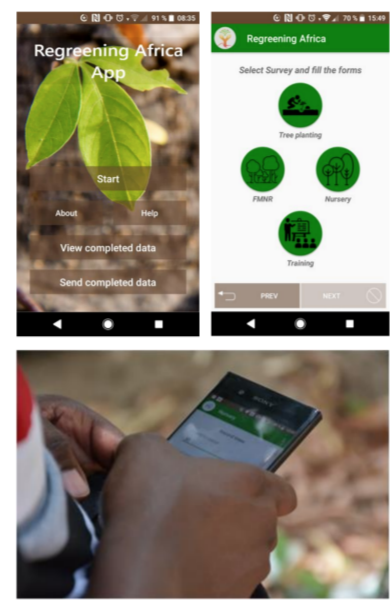 91 % 08:35
Regreening Africa
App
Start
About
Help
View completed data
Send completed data
70 % 15:49
Regreening Africa
Select Survey and fill the forms
Tree planting
FMNR
Nursery
Training
PREV
NEXT
SONY